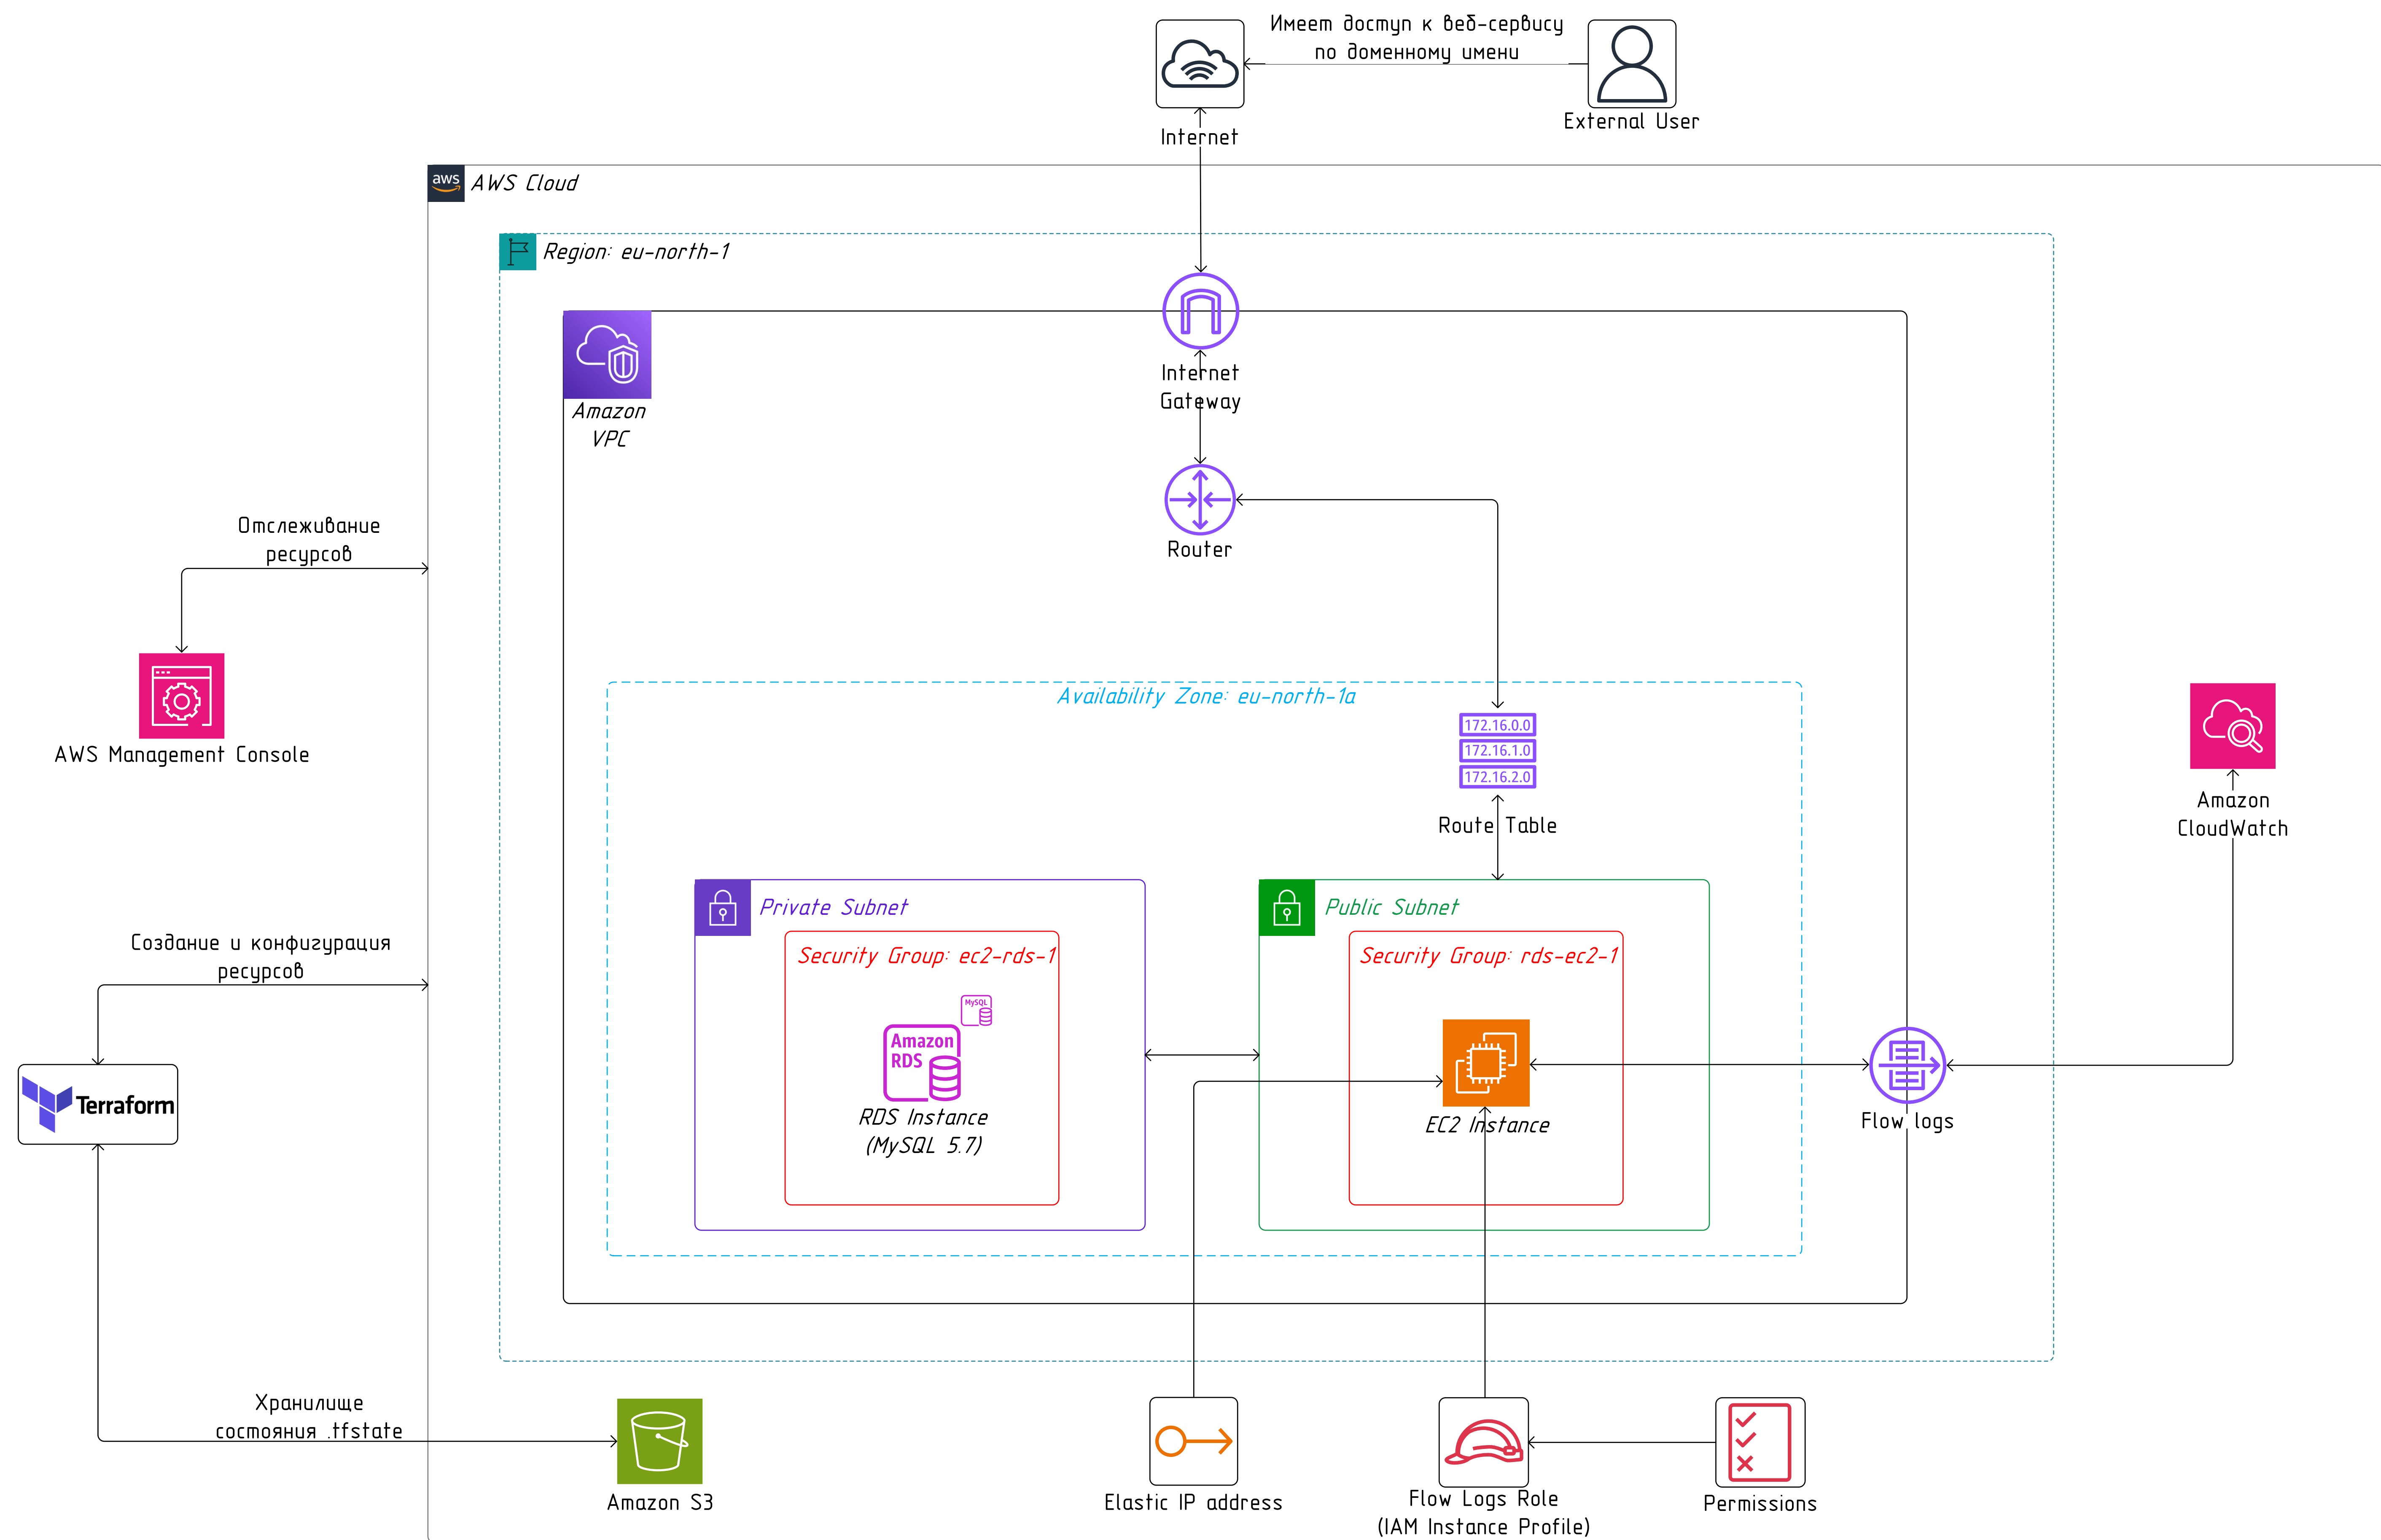 Имеет доступ к веб-сервису
по доменному имени
Internet
External User
aws
AWS Cloud
Region: eu-north-1
Internet
Gateway
Amazon
VPC
Router
Отслеживание
ресурсов
AWS Management Console
Availability Zone: eu-north-1a
172.16.0.0
172.16.1.0
172.16.2.0
Route Table
Amazon
CloudWatch
Private Subnet
Public Subnet
Security Group: ec2-rds-1
Security Group: rds-ec2-1
Создание и конфигурация
ресурсов
MySQL
Amazon
RDS
RDS Instance
(MySQL 5.7)
EC2 Instance
Flow logs
Terraform
Хранилище
состояния .tfstate
Amazon S3
Elastic IP address
Flow Logs Role
(IAM Instance Profile)
Permissions